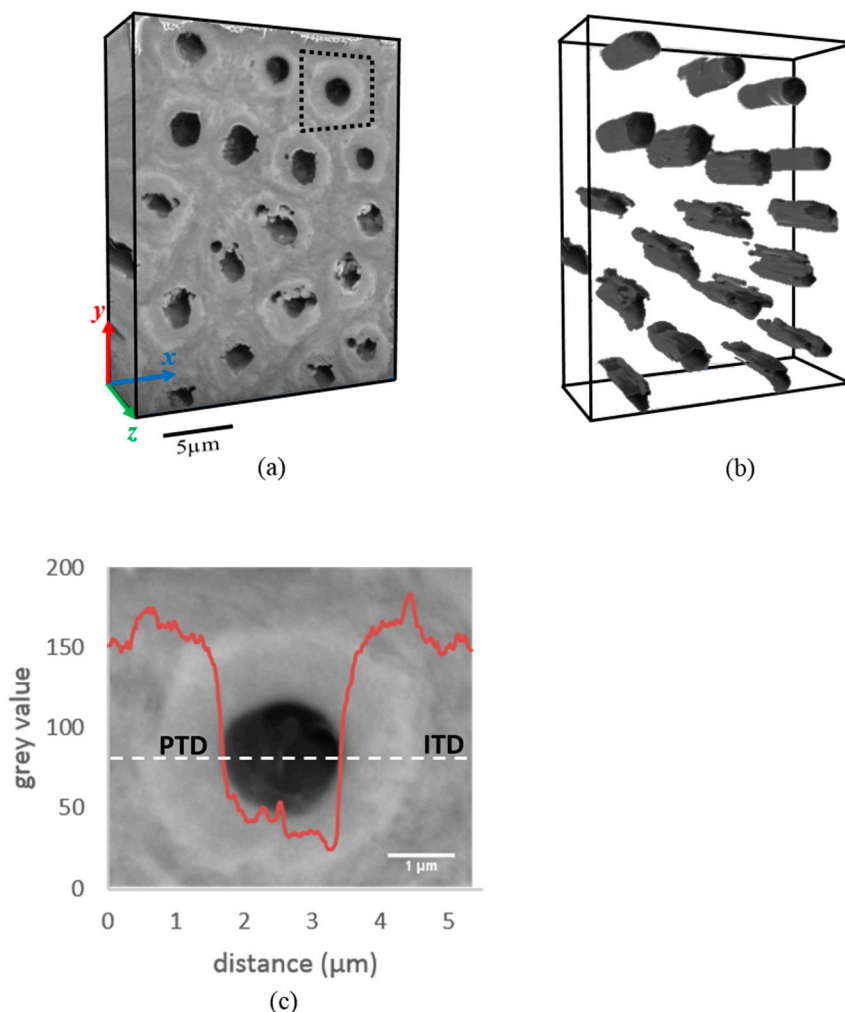 y
x
z
5μm
(a)
(b)
200
150
100
50
0
grey value
PTD
ITD
1 μm
0 1 2 3 4 5
distance (μm)
(c)